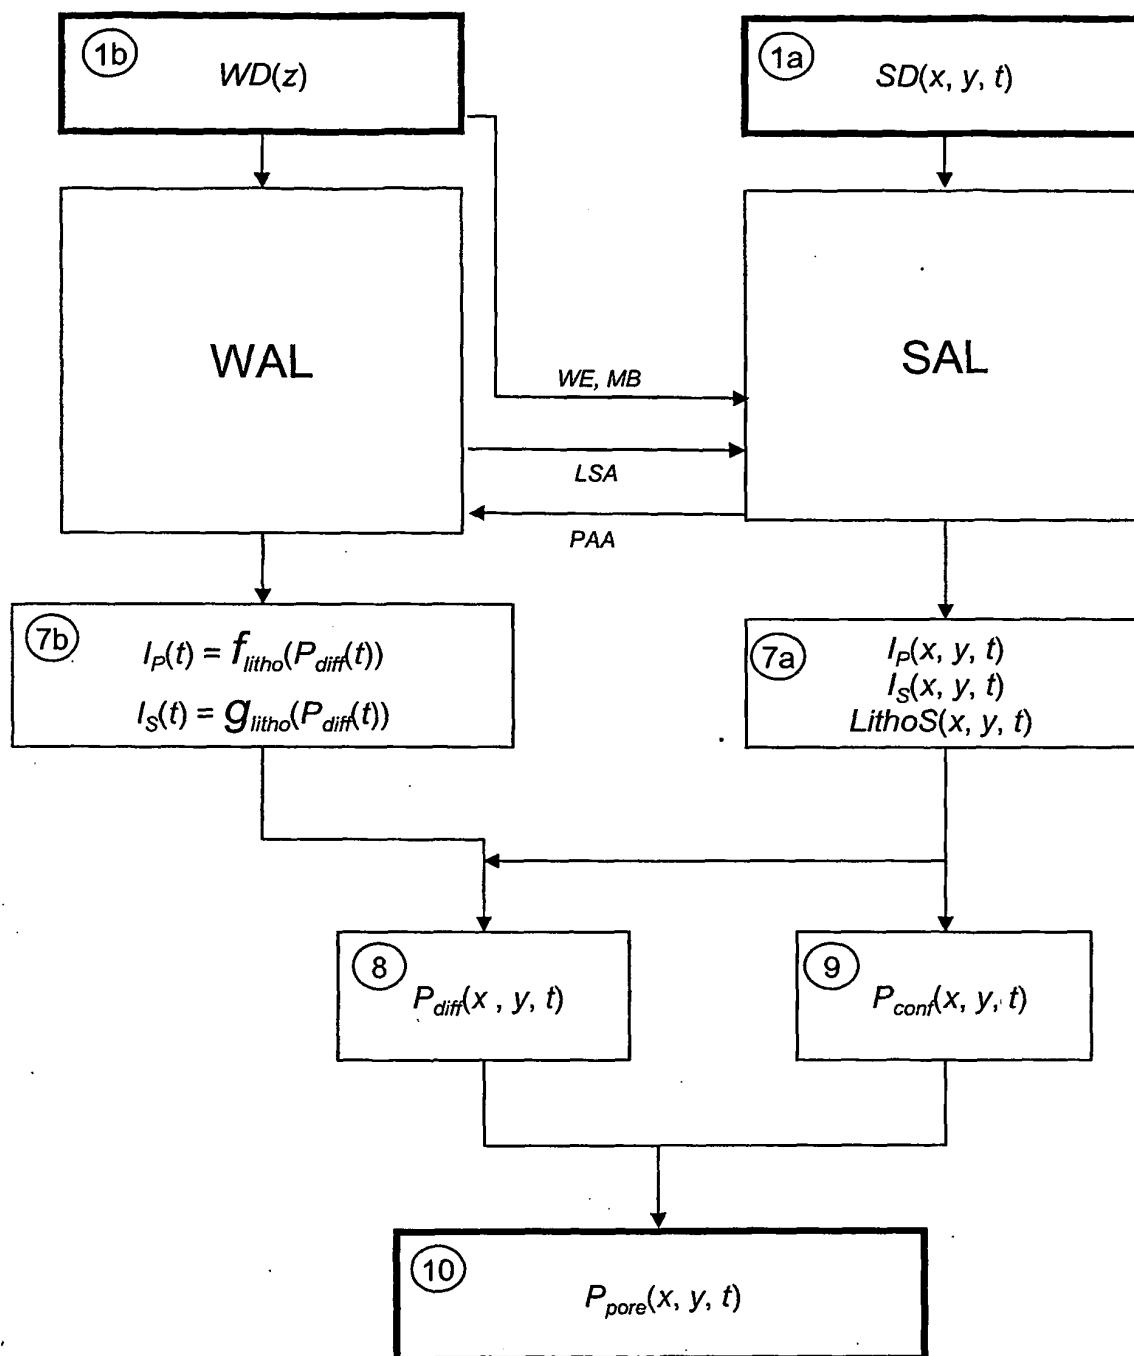 1b
WD(z)
1a
SD(x, y, t)
WAL
SAL
WE, MB
LSA
PAA
7b
I_P(t) = f_litho(P_diff(t))
I_S(t) = g_litho(P_diff(t))
7a
I_P(x, y, t)
I_S(x, y, t)
LithoS(x, y, t)
8
P_diff(x , y, t)
9
P_conf(x, y, t)
10
P_pore(x, y, t)